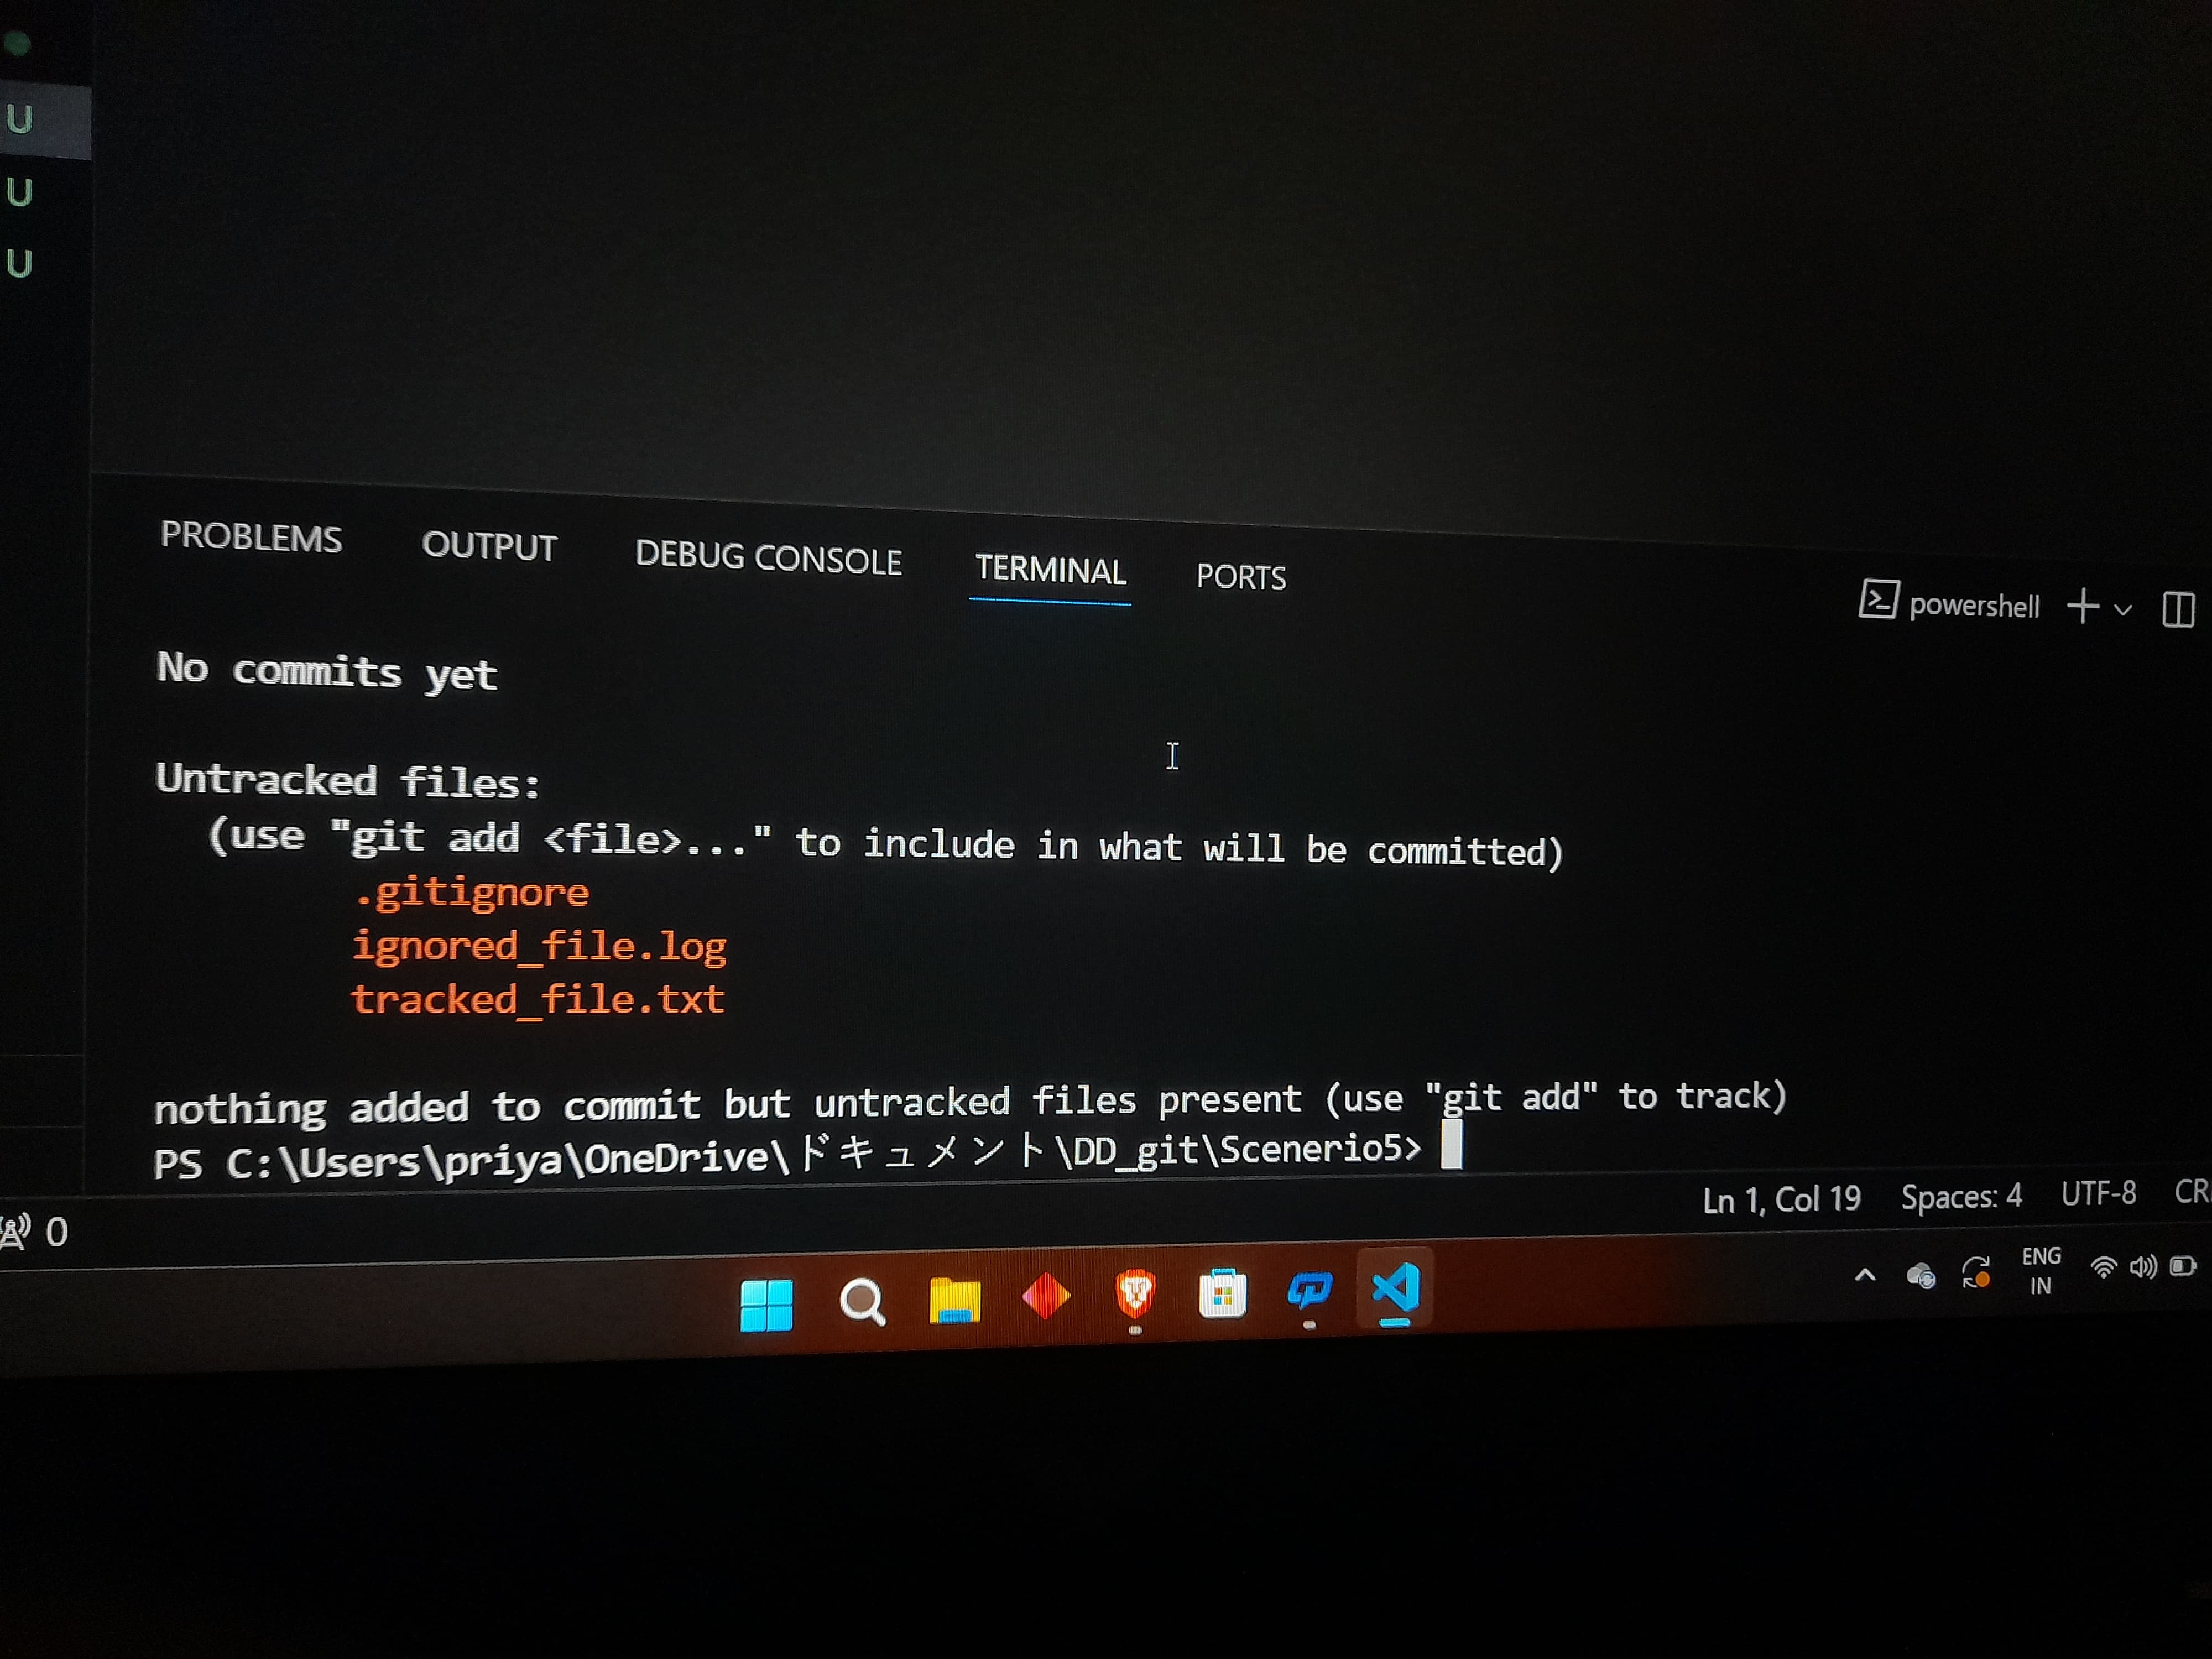 U
U
U
PROBLEMS OUTPUT DEBUG CONSOLE TERMINAL PORTS
powershell
No commits yet
Untracked files:
(use "git add <file>..." to include in what will be committed)
.gitignore
ignored_file.log
tracked_file.txt
nothing added to commit but untracked files present (use "git add" to track)
PS C:\Users\priya\OneDrive\ドキュメント\DD_git\Scenerio5>
0 Ln 1, Col 19 Spaces: 4 UTF-8 CR
ENG
IN